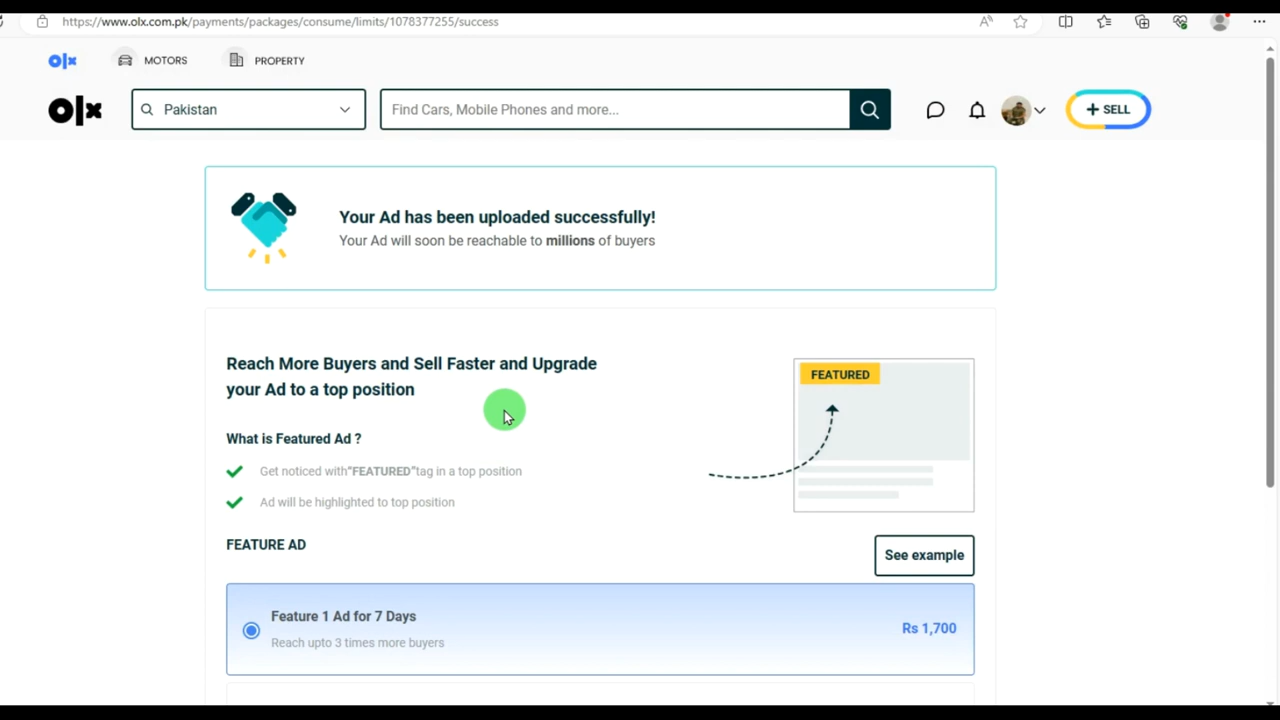 https://www.olx.com.pk/payments/packages/consume/limits/1078377255/success
olx MOTORS PROPERTY
olx Pakistan Find Cars, Mobile Phones and more... + SELL
Your Ad has been uploaded successfully!
Your Ad will soon be reachable to millions of buyers
Reach More Buyers and Sell Faster and Upgrade
your Ad to a top position
FEATURED
What is Featured Ad ?
Get noticed with"FEATURED"tag in a top position
Ad will be highlighted to top position
FEATURE AD
See example
Feature 1 Ad for 7 Days
Reach upto 3 times more buyers
Rs 1,700